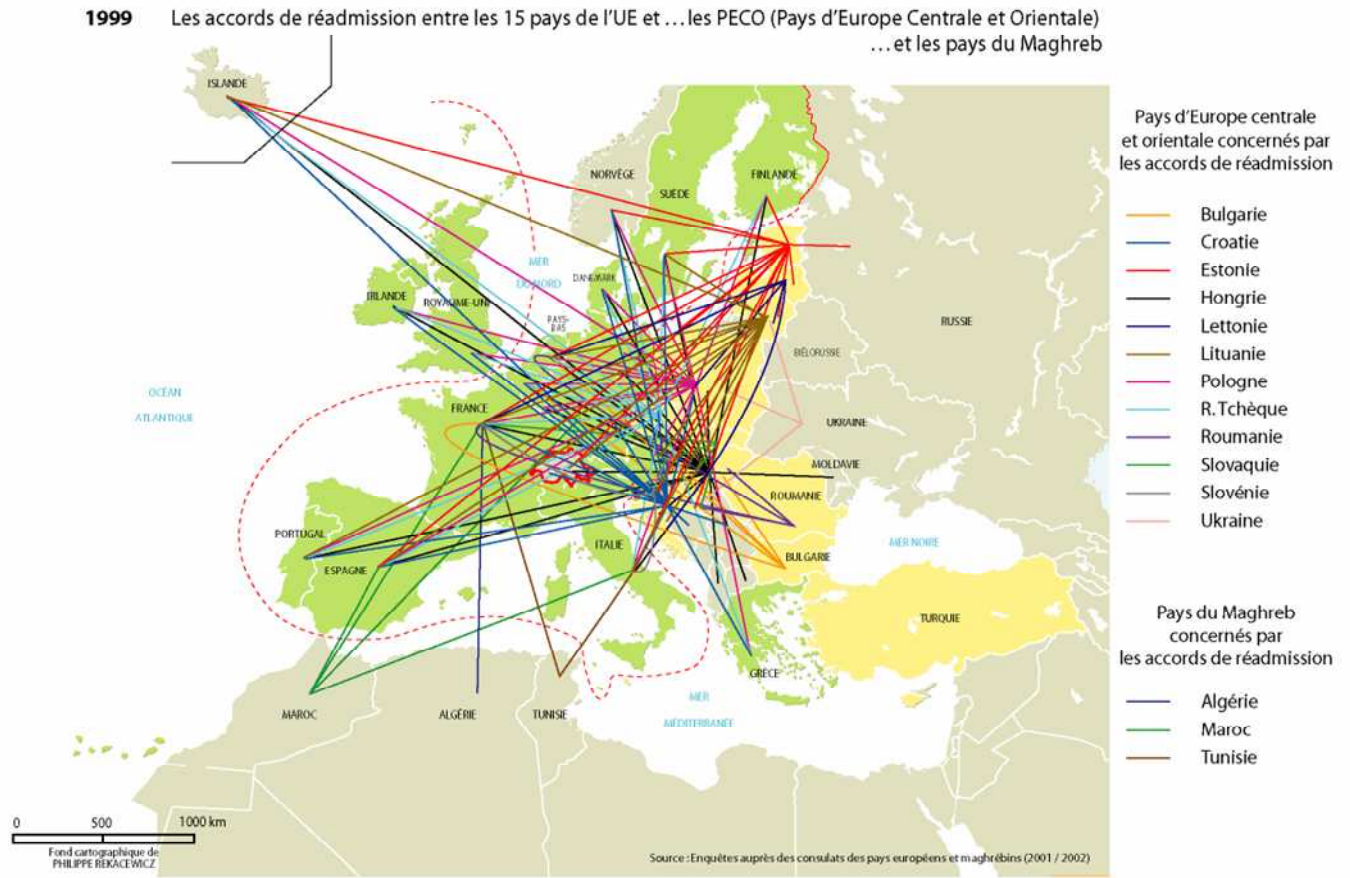 1999 Les accords de réadmission entre les 15 pays de l'UE et ...les PECO (Pays d'Europe Centrale et Orientale)
...et les pays du Maghreb
ISLANDE
NORVÈGE
SUÈDE
FINLANDE
MER
DU NORD
DANEMARK
IRLANDE
ROYAUME-UNI
PAYS-
BAS
RUSSIE
BIÉLORUSSIE
OCÉAN
ATLANTIQUE
FRANCE
UKRAINE
MOLDAVIE
ROUMANIE
PORTUGAL
ESPAGNE
ITALIE
MER NOIRE
BULGARIE
TURQUIE
GRÈCE
MER
MÉDITERRANÉE
MAROC
ALGÉRIE
TUNISIE
Pays d'Europe centrale
et orientale concernés par
les accords de réadmission
Bulgarie
Croatie
Estonie
Hongrie
Lettonie
Lituanie
Pologne
R.Tchèque
Roumanie
Slovaquie
Slovénie
Ukraine
Pays du Maghreb
concernés par
les accords de réadmission
Algérie
Maroc
Tunisie
0 500 1000 km
Fond cartographique de
PHILIPPE REKACEWICZ
Source : Enquêtes auprès des consulats des pays européens et maghrébins (2001 / 2002)